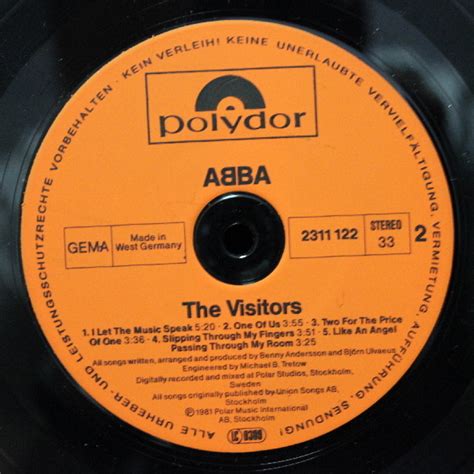 ALLE URHEBER- UND LEISTUNGSSCHUTZRECHTE VORBEHALTEN · KEIN VERLEIH! KEINE UNERLAUBTE VERVIELFÄLTIGUNG, VERMIETUNG, AUFFÜHRUNG, SENDUNG!
polydor
AᗺBA
GEMA
Made in
West Germany
2311 122
STEREO
33
2
The Visitors
1. I Let The Music Speak 5:20 · 2. One Of Us 3:55 · 3. Two For The Price
Of One 3:36 · 4. Slipping Through My Fingers 3:51 · 5. Like An Angel
Passing Through My Room 3:25
All songs written, arranged and produced by Benny Andersson and Björn Ulvaeus
Engineered by Michael B. Tretow
Digitally recorded and mixed at Polar Studios, Stockholm,
Sweden
All songs originally published by Union Songs AB,
Stockholm
℗ 1981 Polar Music International
AB, Stockholm
LC 0309